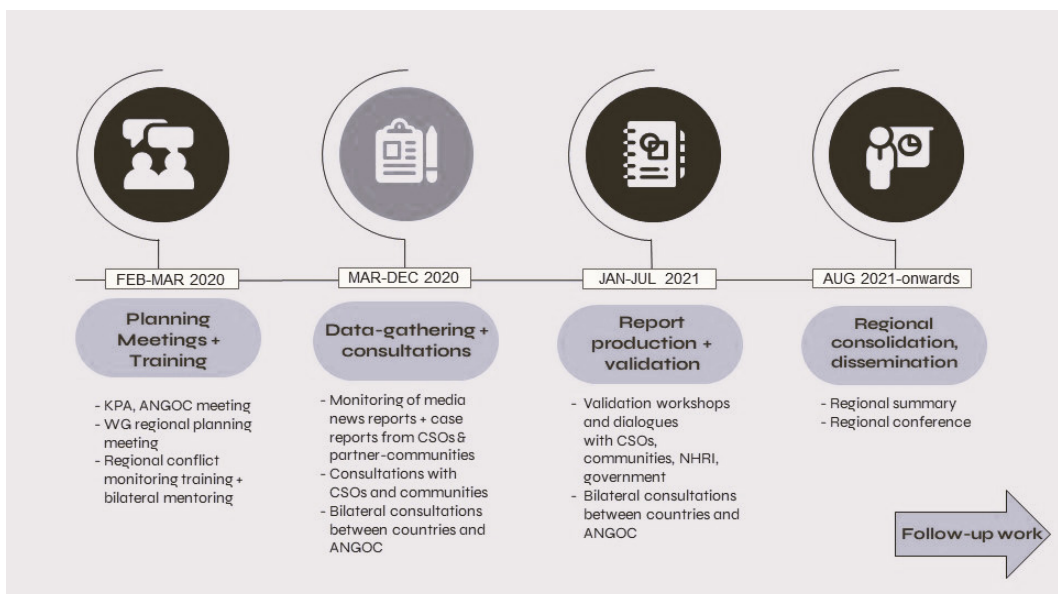 FEB-MAR 2020
Planning
Meetings +
Training
- KPA, ANGOC meeting
- WG regional planning
meeting
- Regional conflict
monitoring training +
bilateral mentoring
MAR-DEC 2020
Data-gathering +
consultations
- Monitoring of media
news reports + case
reports from CSOs &
partner-communities
- Consultations with
CSOs and communities
- Bilateral consultations
between countries and
ANGOC
JAN-JUL 2021
Report
production +
validation
- Validation workshops
and dialogues
with CSOs,
communities, NHRI,
government
- Bilateral consultations
between countries and
ANGOC
AUG 2021-onwards
Regional
consolidation,
dissemination
- Regional summary
- Regional conference
Follow-up work